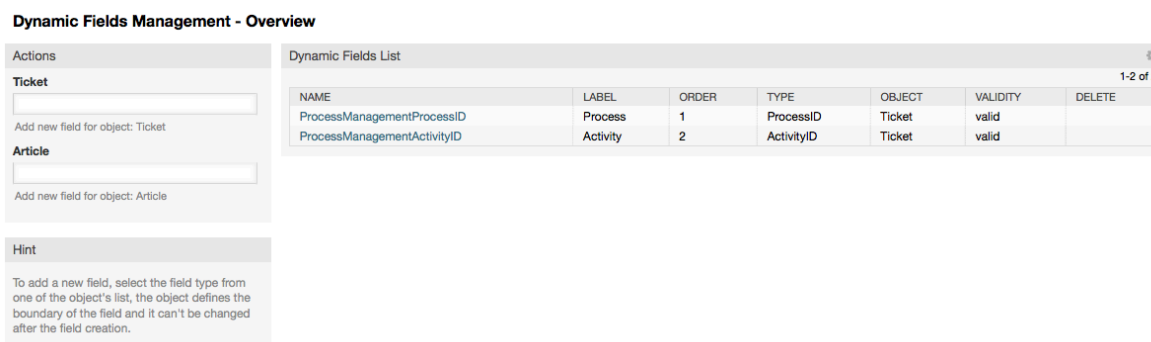 Dynamic Fields Management - Overview
Actions
Ticket
Add new field for object: Ticket
Article
Add new field for object: Article
Hint
To add a new field, select the field type from
one of the object's list, the object defines the
boundary of the field and it can't be changed
after the field creation.
Dynamic Fields List
1-2 of
NAME LABEL ORDER TYPE OBJECT VALIDITY DELETE
ProcessManagementProcessID Process 1 ProcessID Ticket valid
ProcessManagementActivityID Activity 2 ActivityID Ticket valid